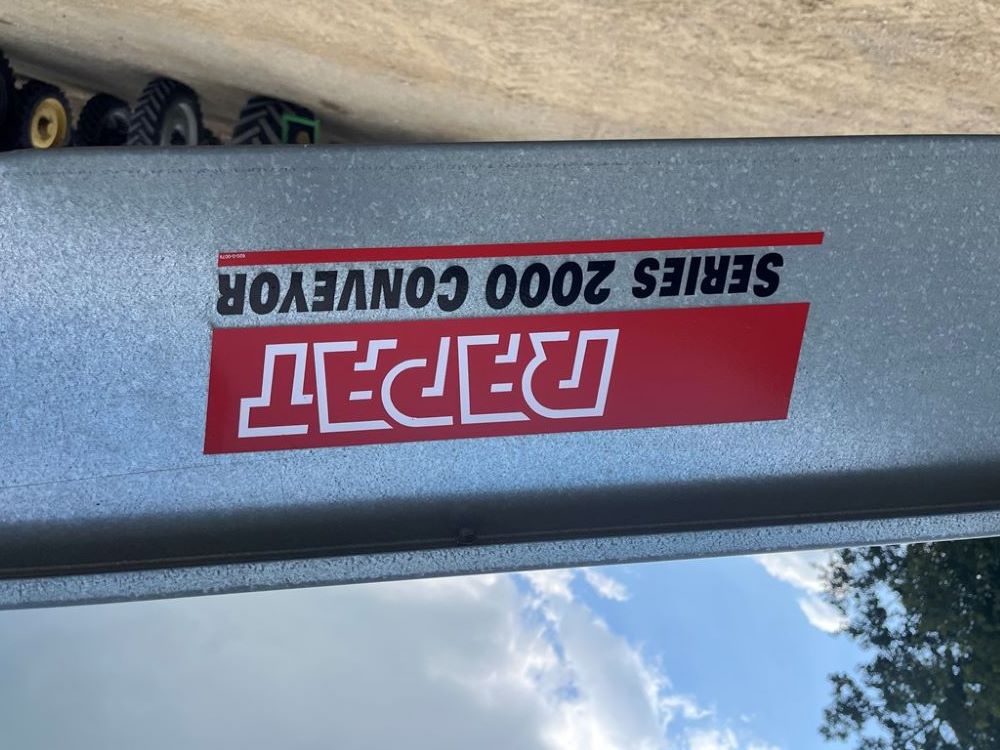 RAPAT
SERIES 2000 CONVEYOR